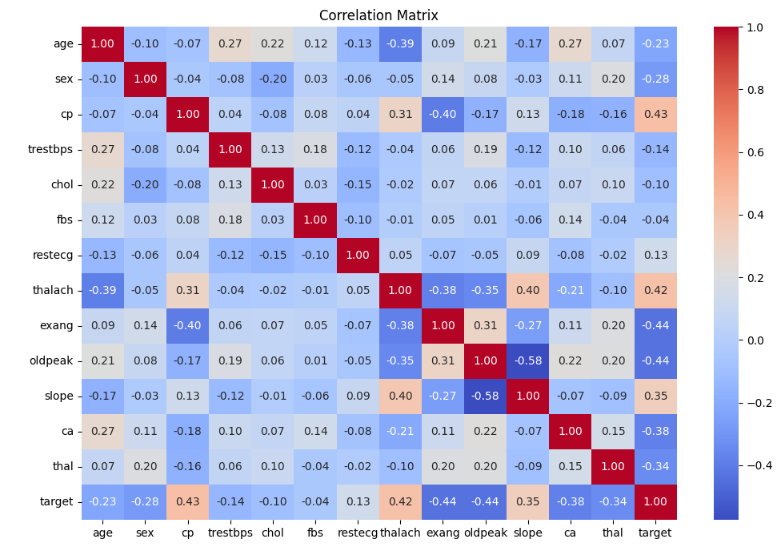 Correlation Matrix
age 1.00 -0.10 -0.07 0.27 0.22 0.12 -0.13 -0.39 0.09 0.21 -0.17 0.27 0.07 -0.23
sex -0.10 1.00 -0.04 -0.08 -0.20 0.03 -0.06 -0.05 0.14 0.08 -0.03 0.11 0.20 -0.28
cp -0.07 -0.04 1.00 0.04 -0.08 0.08 0.04 0.31 -0.40 -0.17 0.13 -0.18 -0.16 0.43
trestbps 0.27 -0.08 0.04 1.00 0.13 0.18 -0.12 -0.04 0.06 0.19 -0.12 0.10 0.06 -0.14
chol 0.22 -0.20 -0.08 0.13 1.00 0.03 -0.15 -0.02 0.07 0.06 -0.01 0.07 0.10 -0.10
fbs 0.12 0.03 0.08 0.18 0.03 1.00 -0.10 -0.01 0.05 0.01 -0.06 0.14 -0.04 -0.04
restecg -0.13 -0.06 0.04 -0.12 -0.15 -0.10 1.00 0.05 -0.07 -0.05 0.09 -0.08 -0.02 0.13
thalach -0.39 -0.05 0.31 -0.04 -0.02 -0.01 0.05 1.00 -0.38 -0.35 0.40 -0.21 -0.10 0.42
exang 0.09 0.14 -0.40 0.06 0.07 0.05 -0.07 -0.38 1.00 0.31 -0.27 0.11 0.20 -0.44
oldpeak 0.21 0.08 -0.17 0.19 0.06 0.01 -0.05 -0.35 0.31 1.00 -0.58 0.22 0.20 -0.44
slope -0.17 -0.03 0.13 -0.12 -0.01 -0.06 0.09 0.40 -0.27 -0.58 1.00 -0.07 -0.09 0.35
ca 0.27 0.11 -0.18 0.10 0.07 0.14 -0.08 -0.21 0.11 0.22 -0.07 1.00 0.15 -0.38
thal 0.07 0.20 -0.16 0.06 0.10 -0.04 -0.02 -0.10 0.20 0.20 -0.09 0.15 1.00 -0.34
target -0.23 -0.28 0.43 -0.14 -0.10 -0.04 0.13 0.42 -0.44 -0.44 0.35 -0.38 -0.34 1.00
age sex cp trestbps chol fbs restecg thalach exang oldpeak slope ca thal target
1.0
0.8
0.6
0.4
0.2
0.0
−0.2
−0.4